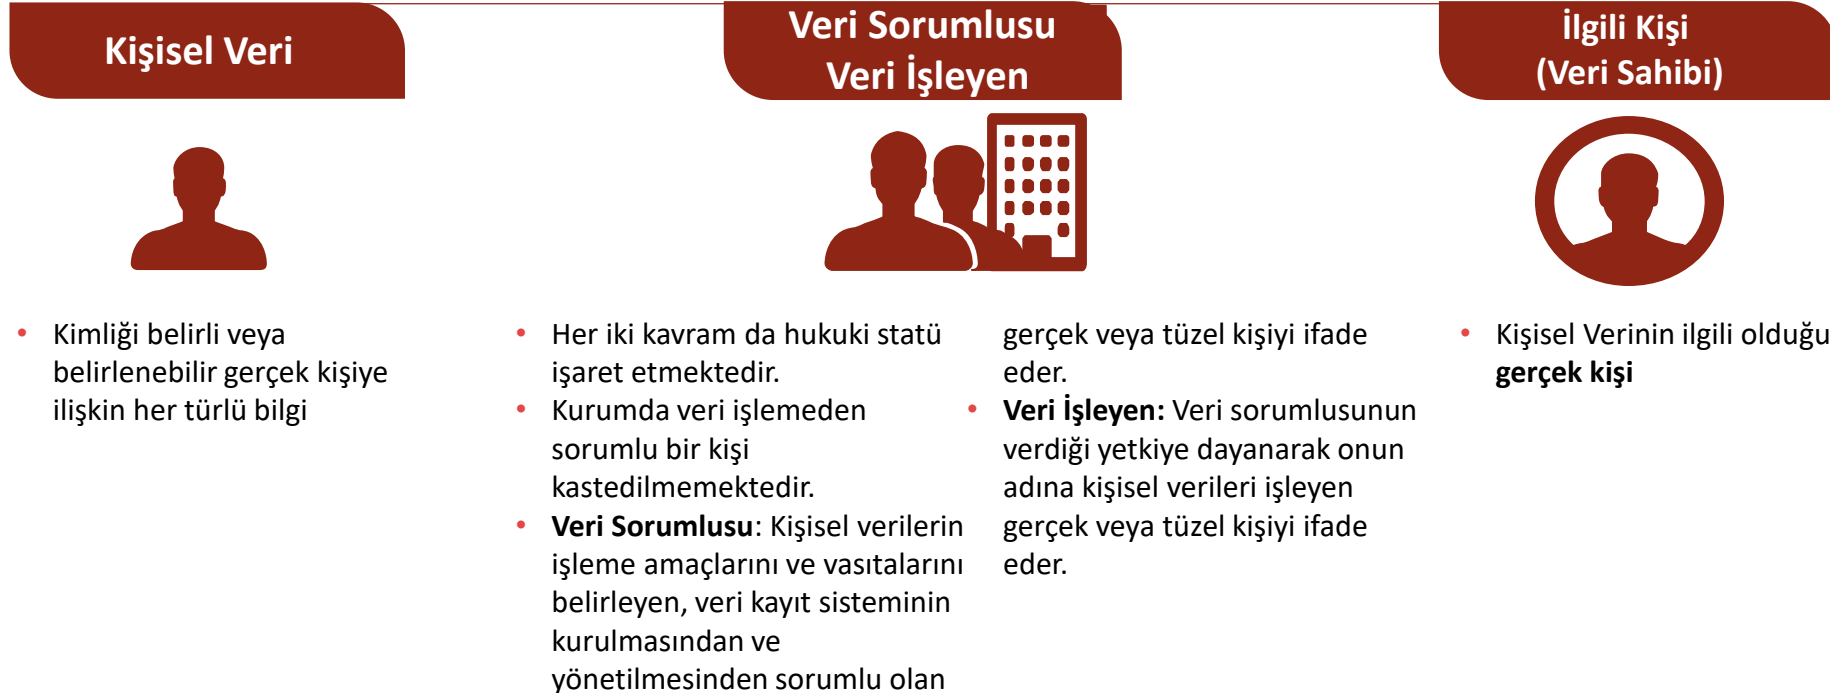 Kişisel Veri
Veri Sorumlusu
Veri İşleyen
İlgili Kişi
(Veri Sahibi)
• Kimliği belirli veya
belirlenebilir gerçek kişiye
ilişkin her türlü bilgi
• Her iki kavram da hukuki statü
işaret etmektedir.
• Kurumda veri işlemeden
sorumlu bir kişi
kastedilmemektedir.
• Veri Sorumlusu: Kişisel verilerin
işleme amaçlarını ve vasıtalarını
belirleyen, veri kayıt sisteminin
kurulmasından ve
yönetilmesinden sorumlu olan
gerçek veya tüzel kişiyi ifade
eder.
• Veri İşleyen: Veri sorumlusunun
verdiği yetkiye dayanarak onun
adına kişisel verileri işleyen
gerçek veya tüzel kişiyi ifade
eder.
• Kişisel Verinin ilgili olduğu
gerçek kişi